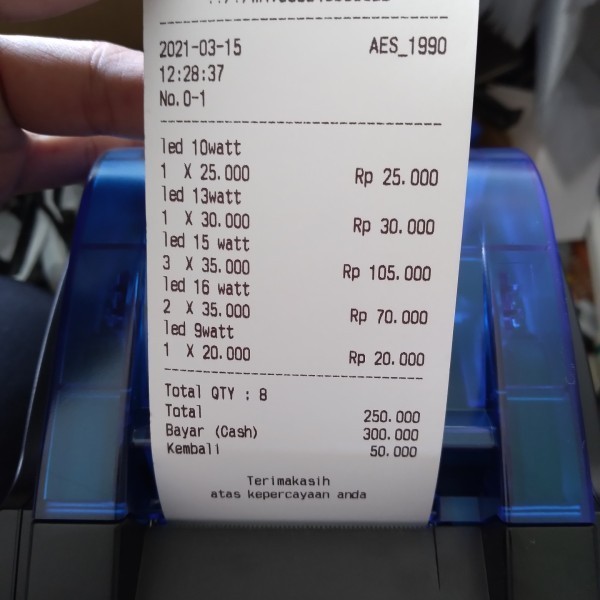 2021-03-15 AES_1990
12:28:37
No.0-1
led 10watt
1 X 25.000 Rp 25.000
led 13watt
1 X 30.000 Rp 30.000
led 15 watt
3 X 35.000 Rp 105.000
led 16 watt
2 X 35.000 Rp 70.000
led 9watt
1 X 20.000 Rp 20.000
Total QTY : 8
Total 250.000
Bayar (Cash) 300.000
Kembali 50.000
Terimakasih
atas kepercayaan anda